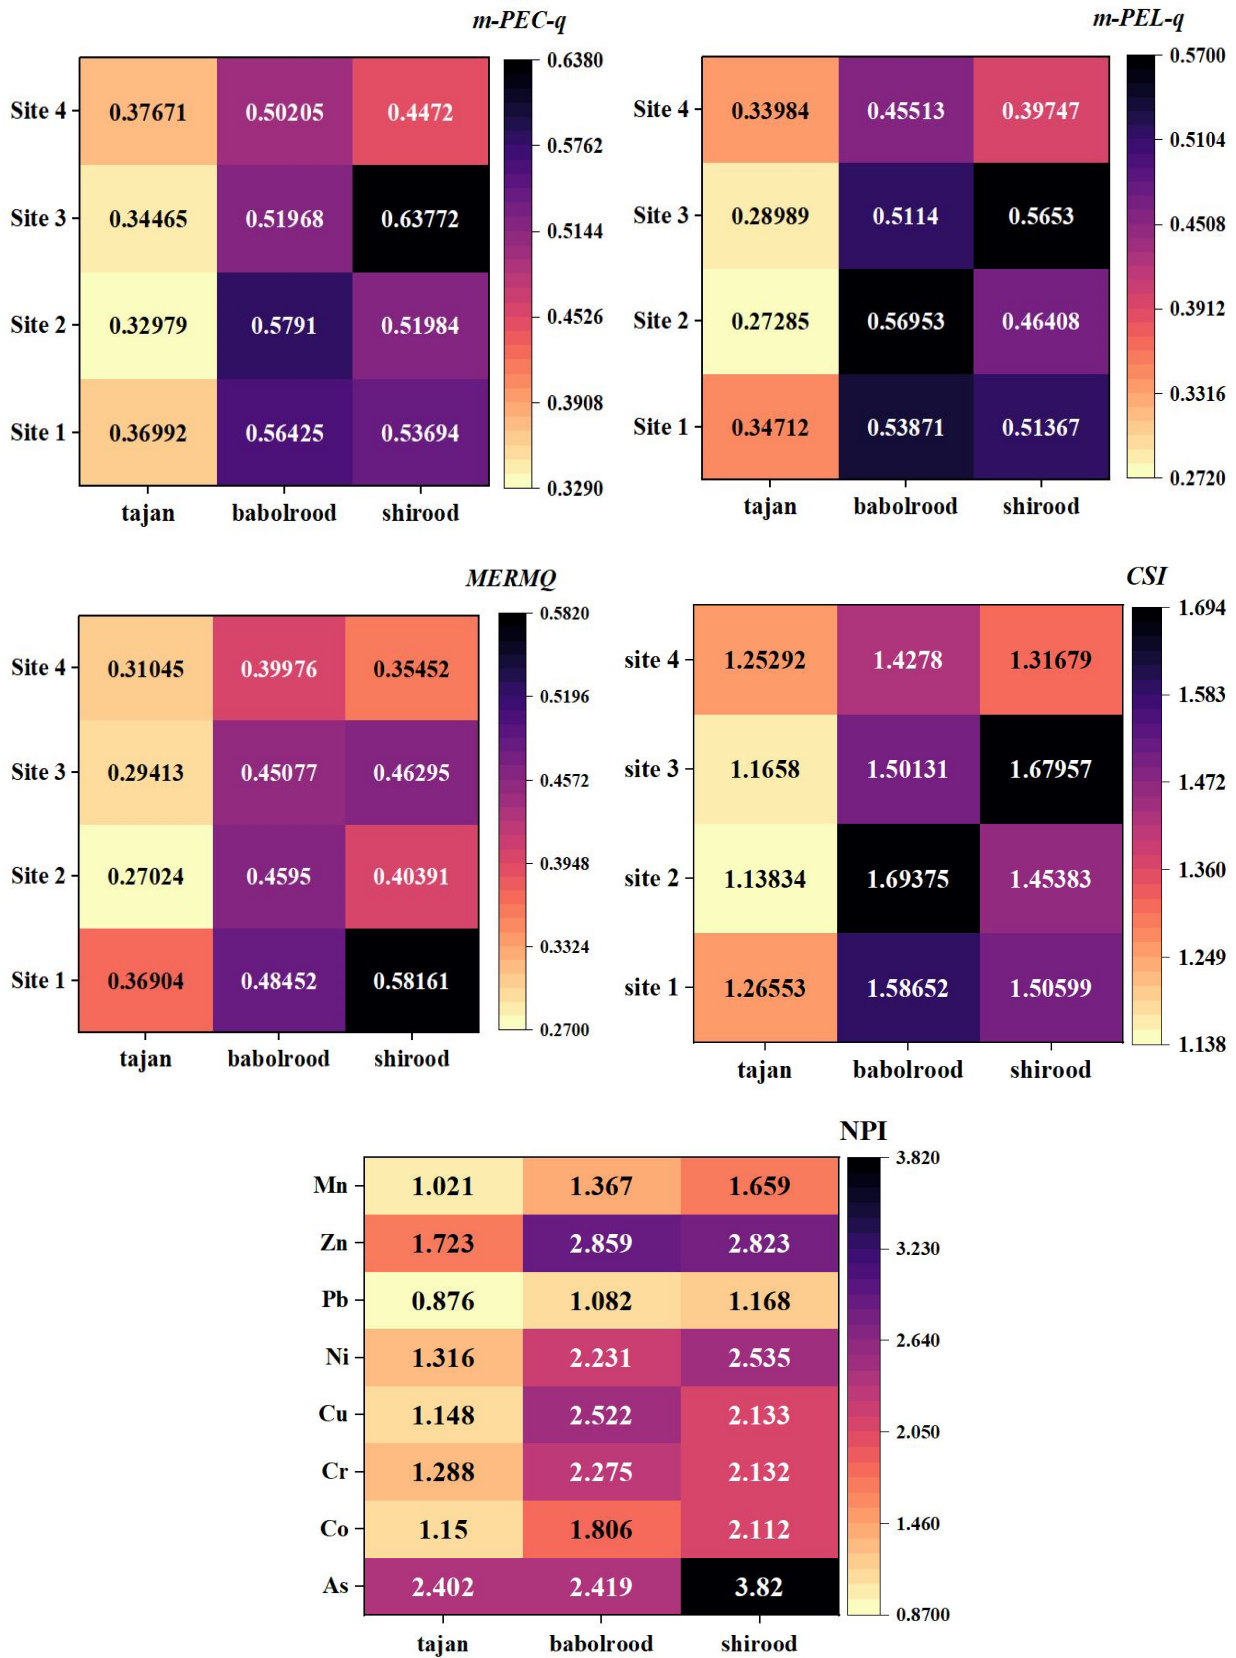 m-PEC-q
Site 4 0.37671 0.50205 0.4472
Site 3 0.34465 0.51968 0.63772
Site 2 0.32979 0.5791 0.51984
Site 1 0.36992 0.56425 0.53694
tajan babolrood shirood
0.6380
0.5762
0.5144
0.4526
0.3908
0.3290
m-PEL-q
Site 4 0.33984 0.45513 0.39747
Site 3 0.28989 0.5114 0.5653
Site 2 0.27285 0.56953 0.46408
Site 1 0.34712 0.53871 0.51367
tajan babolrood shirood
0.5700
0.5104
0.4508
0.3912
0.3316
0.2720
MERMQ
Site 4 0.31045 0.39976 0.35452
Site 3 0.29413 0.45077 0.46295
Site 2 0.27024 0.4595 0.40391
Site 1 0.36904 0.48452 0.58161
tajan babolrood shirood
0.5820
0.5196
0.4572
0.3948
0.3324
0.2700
CSI
site 4 1.25292 1.4278 1.31679
site 3 1.1658 1.50131 1.67957
site 2 1.13834 1.69375 1.45383
site 1 1.26553 1.58652 1.50599
tajan babolrood shirood
1.694
1.583
1.472
1.360
1.249
1.138
NPI
Mn 1.021 1.367 1.659
Zn 1.723 2.859 2.823
Pb 0.876 1.082 1.168
Ni 1.316 2.231 2.535
Cu 1.148 2.522 2.133
Cr 1.288 2.275 2.132
Co 1.15 1.806 2.112
As 2.402 2.419 3.82
tajan babolrood shirood
3.820
3.230
2.640
2.050
1.460
0.8700